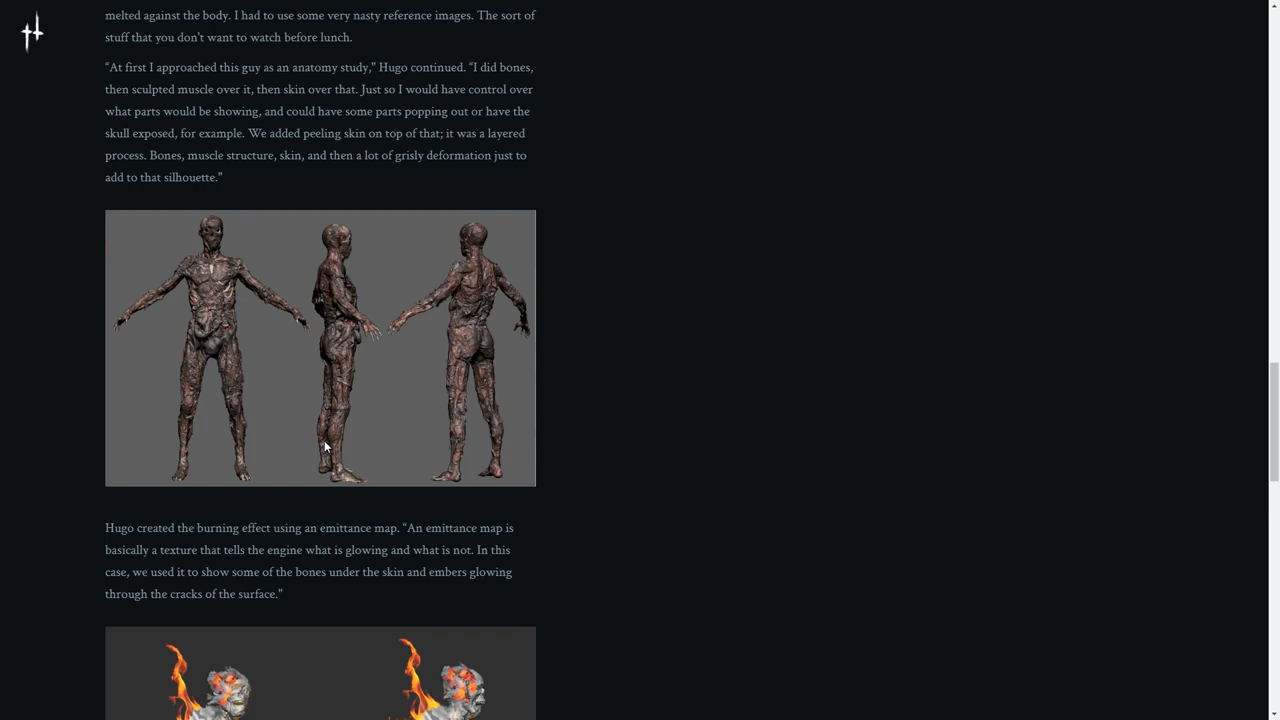 melted against the body. I had to use some very nasty reference images. The sort of
stuff that you don't want to watch before lunch.
“At first I approached this guy as an anatomy study,” Hugo continued. “I did bones,
then sculpted muscle over it, then skin over that. Just so I would have control over
what parts would be showing, and could have some parts popping out or have the
skull exposed, for example. We added peeling skin on top of that; it was a layered
process. Bones, muscle structure, skin, and then a lot of grisly deformation just to
add to that silhouette.”
Hugo created the burning effect using an emittance map. “An emittance map is
basically a texture that tells the engine what is glowing and what is not. In this
case, we used it to show some of the bones under the skin and embers glowing
through the cracks of the surface.”